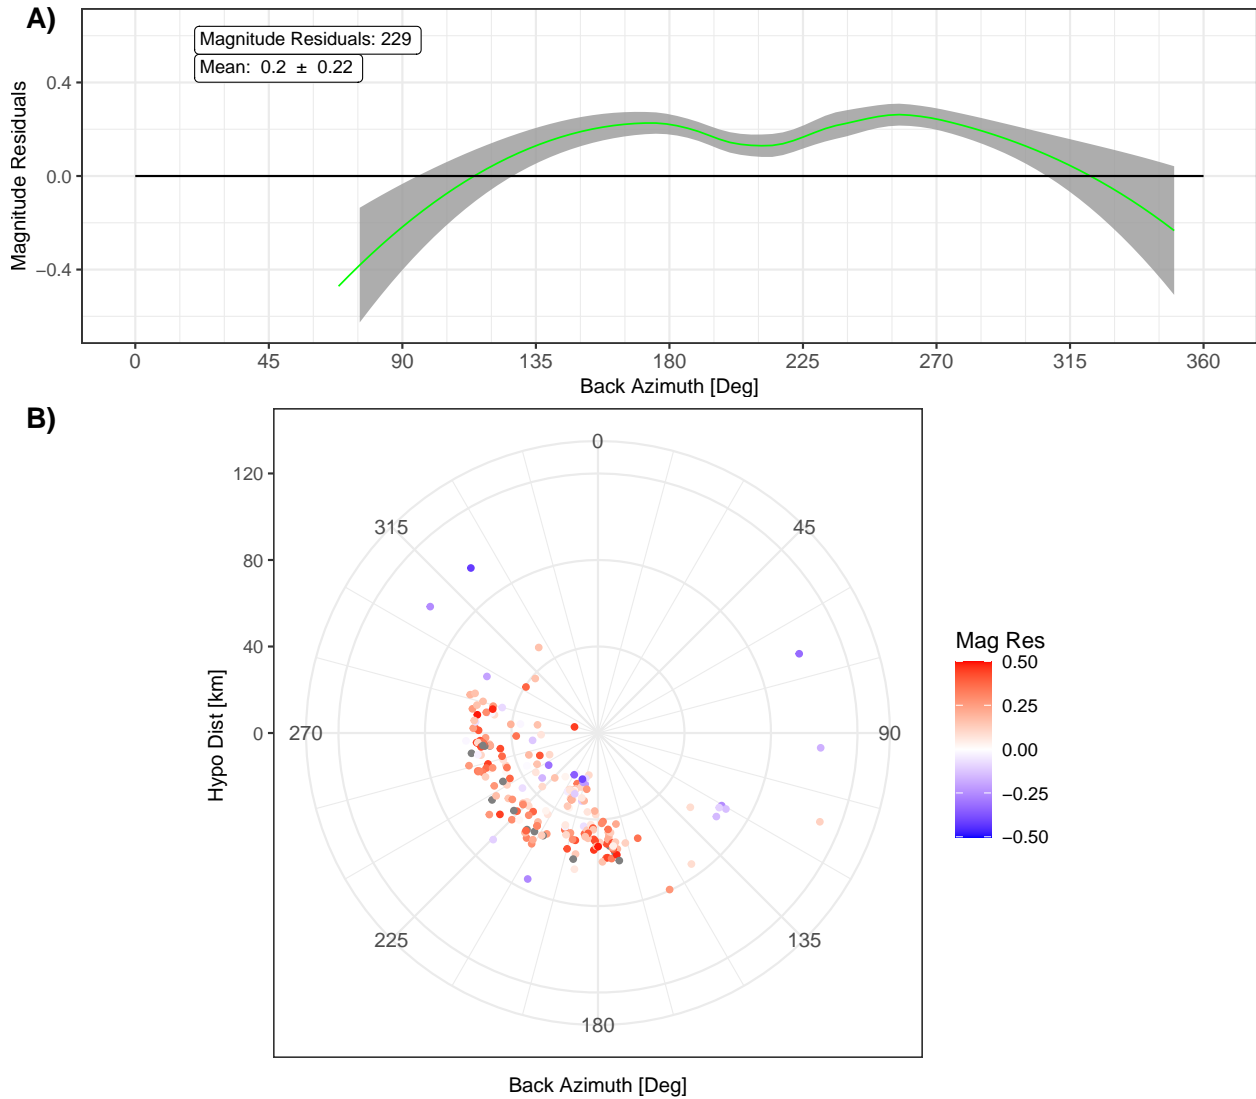 A)
Magnitude Residuals: 229
Mean: 0.2 ± 0.22
Magnitude Residuals
0.4
0.0
−0.4
0 45 90 135 180 225 270 315 360
Back Azimuth [Deg]
B)
Hypo Dist [km]
120
80
40
0
0
45
90
135
180
225
270
315
Back Azimuth [Deg]
Mag Res
0.50
0.25
0.00
−0.25
−0.50